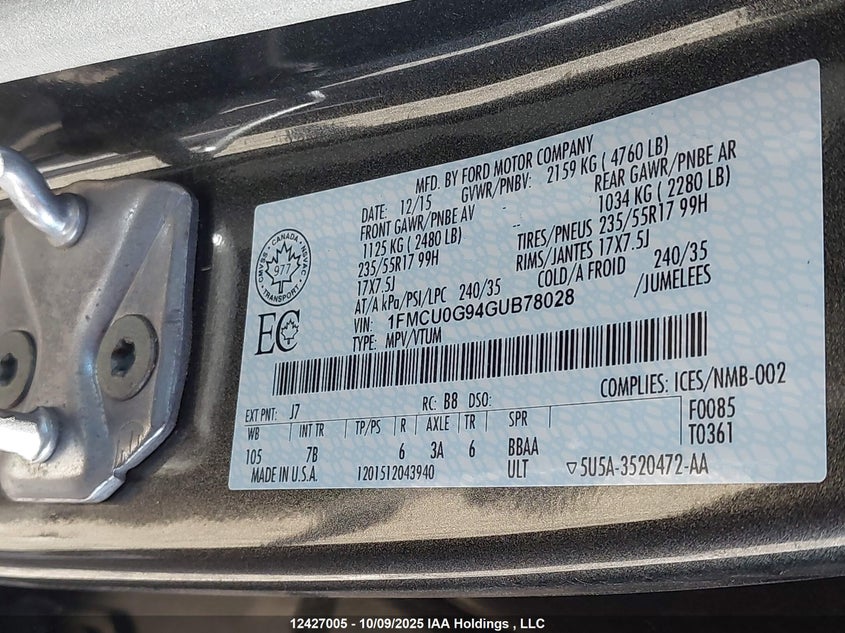 MFD. BY FORD MOTOR COMPANY
DATE: 12/15 GVWR/PNBV: 2159 KG ( 4760 LB)
FRONT GAWR/PNBE AV -- REAR GAWR/PNBE AR
1125 KG ( 2480 LB) 1034 KG ( 2280 LB)
235/55R17 99H TIRES/PNEUS 235/55R17 99H
17X7.5J RIMS/JANTES 17X7.5J
AT/A kPa/PSI/LPC 240/35 COLD/A FROID 240/35
VIN: 1FMCU0G94GUB78028 /JUMELEES
TYPE: MPV/VTUM
CANADA
NSVAC
TRANSPORT
SSVAMC
977
EC
COMPLIES: ICES/NMB-002
EXT PNT: J7 RC: B8 DSO: F0085
WB INT TR TP/PS R AXLE TR SPR T0361
105 7B 6 3A 6 BBAA
MADE IN U.S.A. 1201512043940 ULT ▽5U5A-3520472-AA
12427005 - 10/09/2025 IAA Holdings , LLC